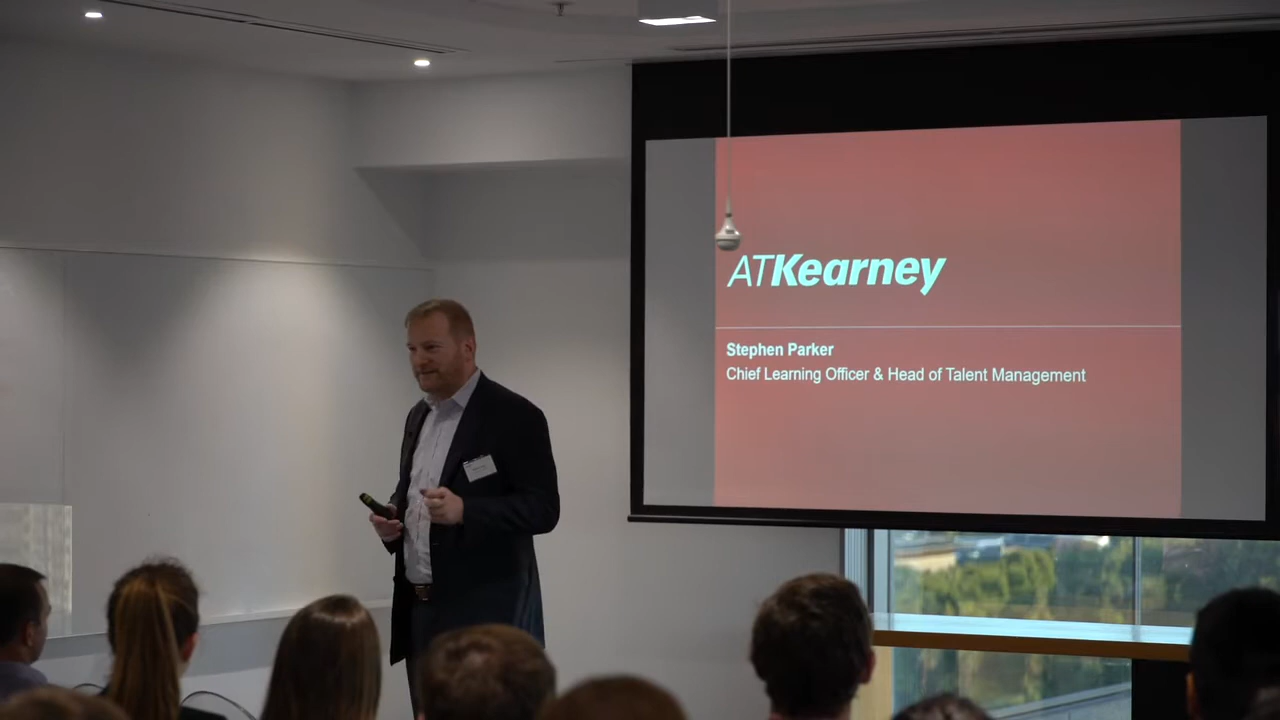 ATKearney
Stephen Parker
Chief Learning Officer & Head of Talent Management